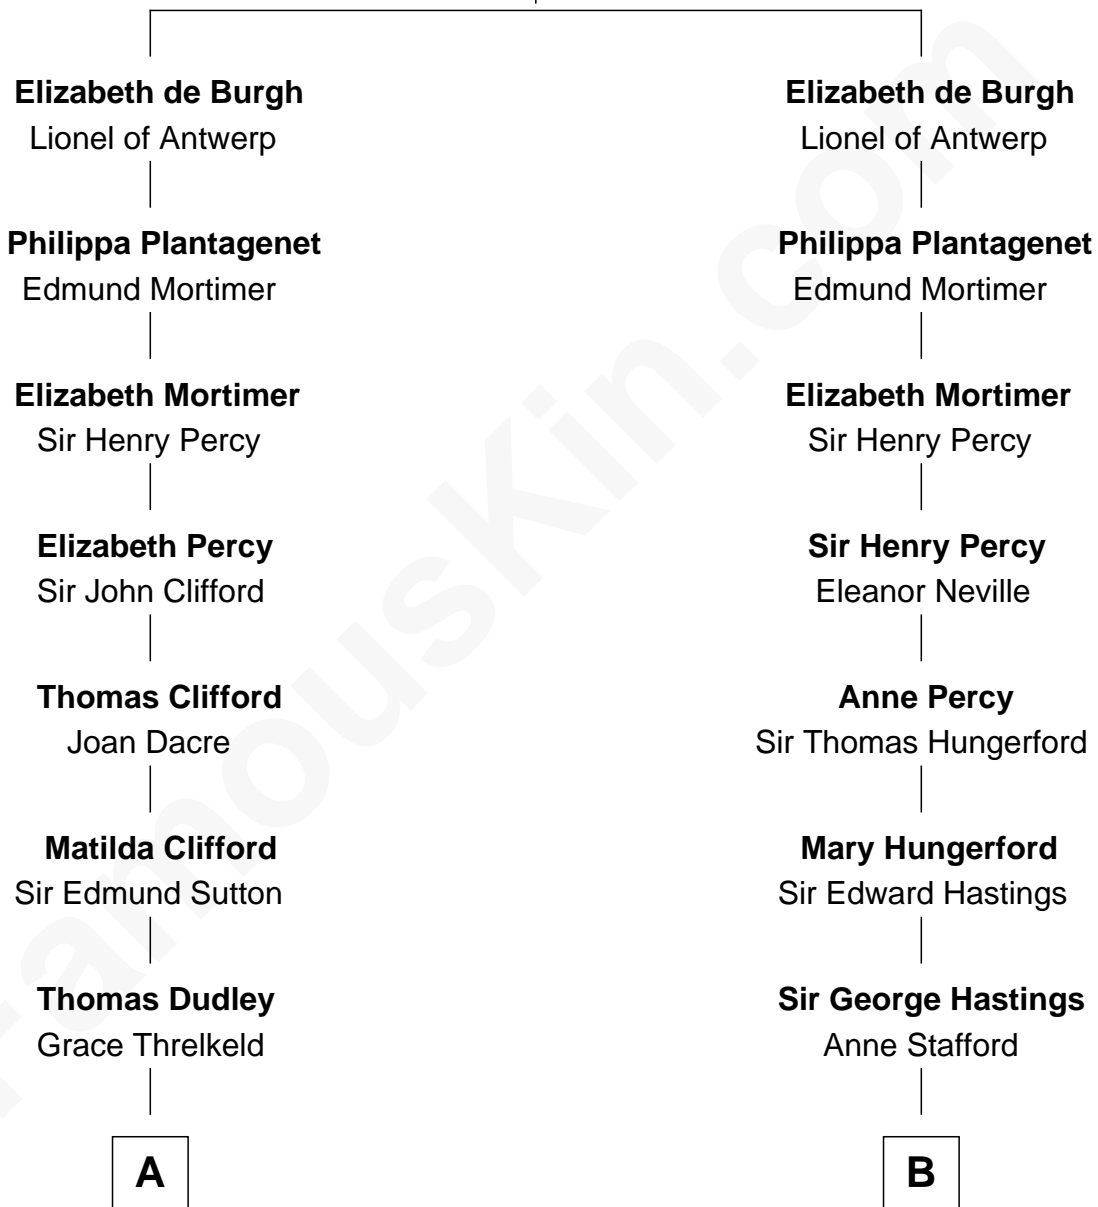 Elizabeth de Burgh
Lionel of Antwerp
Philippa Plantagenet
Edmund Mortimer
Elizabeth Mortimer
Sir Henry Percy
Elizabeth Percy
Sir John Clifford
Thomas Clifford
Joan Dacre
Matilda Clifford
Sir Edmund Sutton
Thomas Dudley
Grace Threlkeld
A
Elizabeth de Burgh
Lionel of Antwerp
Philippa Plantagenet
Edmund Mortimer
Elizabeth Mortimer
Sir Henry Percy
Sir Henry Percy
Eleanor Neville
Anne Percy
Sir Thomas Hungerford
Mary Hungerford
Sir Edward Hastings
Sir George Hastings
Anne Stafford
B
FamousKin.com